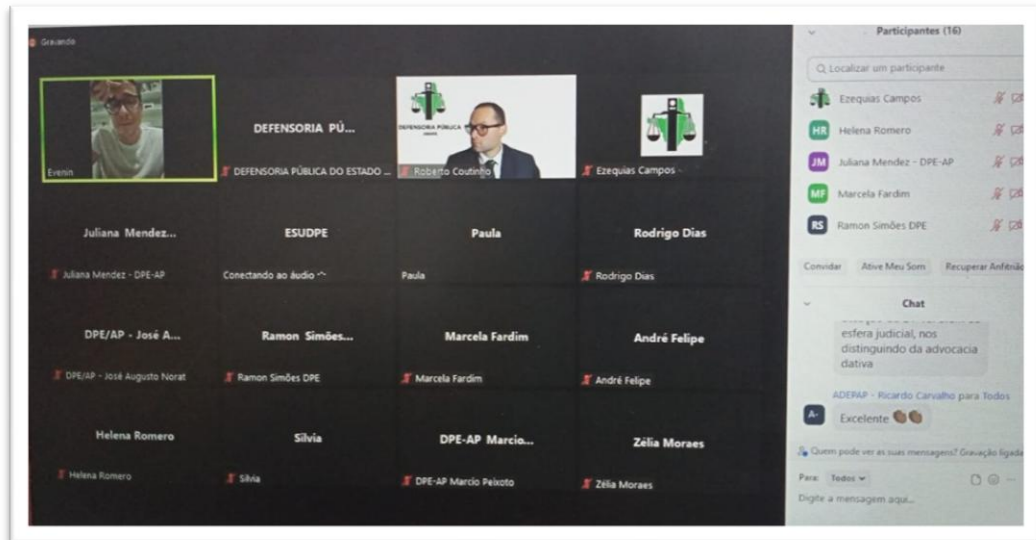 Gravando
Evenin
DEFENSORIA PÚ...
DEFENSORIA PÚBLICA DO ESTADO ...
DEFENSORIA PÚBLICA
Roberto Coutinho
Ezequias Campos
Juliana Mendez...
Juliana Mendez - DPE-AP
ESUDPE
Conectando ao áudio
Paula
Paula
Rodrigo Dias
Rodrigo Dias
DPE/AP - José A...
DPE/AP - José Augusto Norat
Ramon Simões...
Ramon Simões DPE
Marcela Fardim
Marcela Fardim
André Felipe
André Felipe
Helena Romero
Helena Romero
Silvia
Silvia
DPE-AP Marcio...
DPE-AP Marcio Peixoto
Zélia Moraes
Zélia Moraes
Participantes (16)
Localizar um participante
Ezequias Campos
HR Helena Romero
JM Juliana Mendez - DPE-AP
MF Marcela Fardim
RS Ramon Simões DPE
Convidar Ative Meu Som Recuperar Anfitrião
Chat
esfera judicial, nos
distinguindo da advocacia
dativa
ADEPAP - Ricardo Carvalho para Todos
A- Excelente 👏🏾👏🏾
Quem pode ver as suas mensagens? Gravação ligada
Para: Todos
Digite a mensagem aqui...